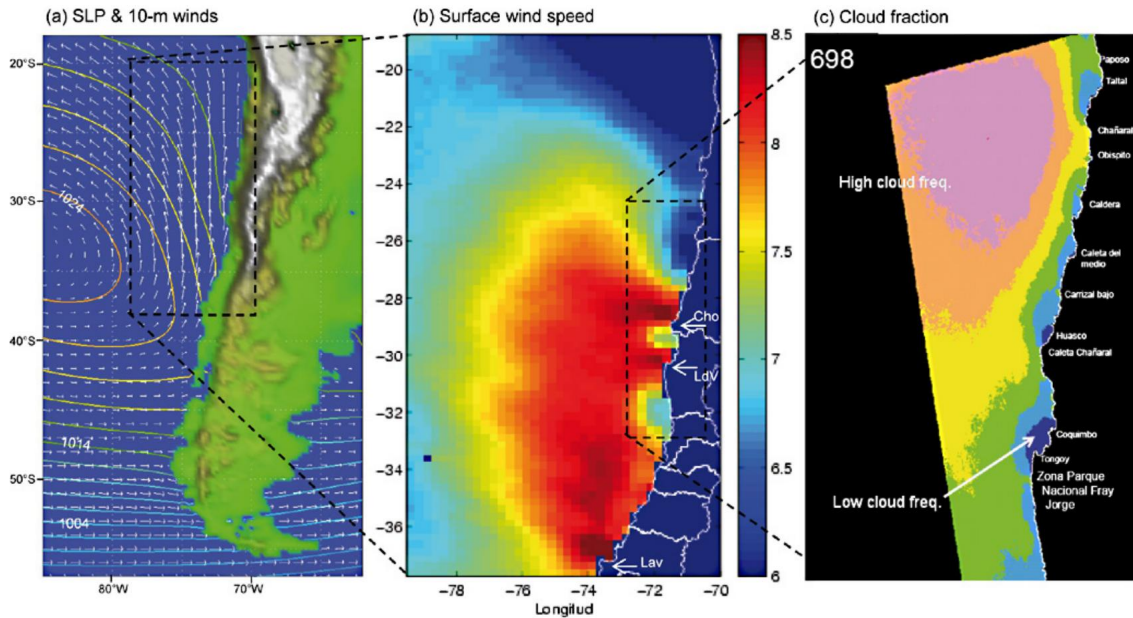 (a) SLP & 10-m winds
20°S
30°S
40°S
50°S
1024
1014
1004
80°W
70°W
(b) Surface wind speed
−20
−22
−24
−26
−28
−30
−32
−34
−36
−78
−76
−74
−72
−70
Longitud
Cho
LdV
Lav
8.5
8
7.5
7
6.5
6
(c) Cloud fraction
698
Paposo
Taltal
Chañaral
Obispito
High cloud freq.
Caldera
Caleta del
medio
Carrizal bajo
Huasco
Caleta Chañaral
Coquimbo
Tongoy
Low cloud freq.
Zona Parque
Nacional Fray
Jorge